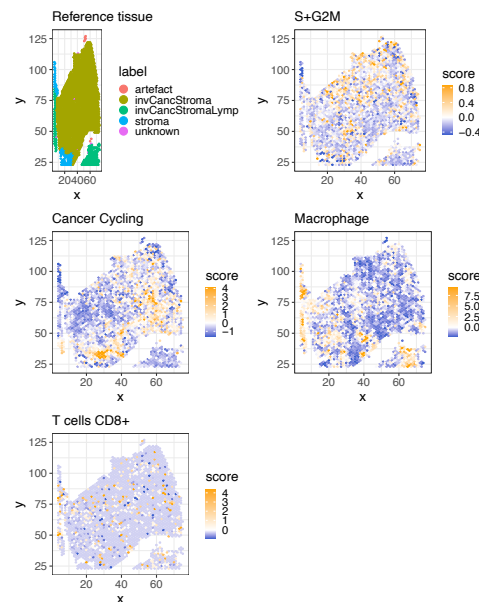 Reference tissue
125
100
75
50
25
y
204060
x
label
artefact
invCancStroma
invCancStromaLymp
stroma
unknown
S+G2M
125
100
75
50
25
y
20 40 60
x
score
0.8
0.4
0.0
−0.4
Cancer Cycling
125
100
75
50
25
y
20 40 60
x
score
4
3
2
1
0
−1
Macrophage
125
100
75
50
25
y
20 40 60
x
score
7.5
5.0
2.5
0.0
T cells CD8+
125
100
75
50
25
y
20 40 60
x
score
4
3
2
1
0